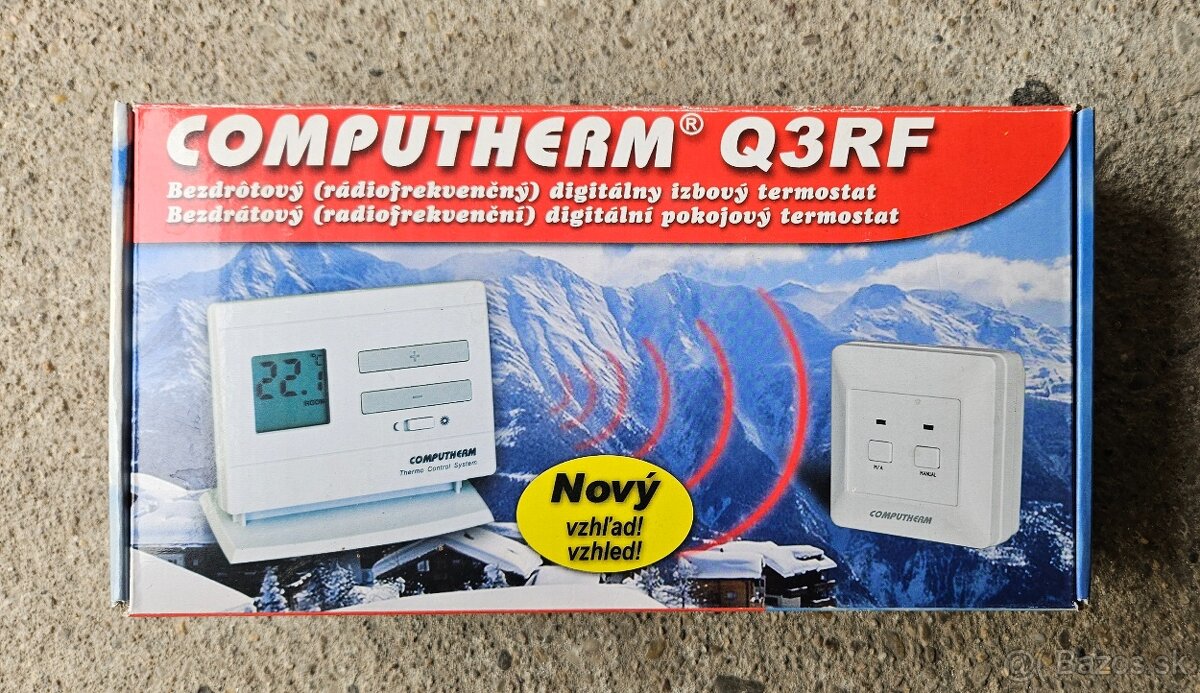 COMPUTHERM® Q3RF
Bezdrôtový (rádiofrekvenčný) digitálny izbový termostat
Bezdrátový (radiofrekvenční) digitální pokojový termostat
22.1 °C
+
-
COMPUTHERM
Thermo Control System
Nový
vzhľad!
vzhled!
M/A
MANUAL
COMPUTHERM
@ Bazos.sk